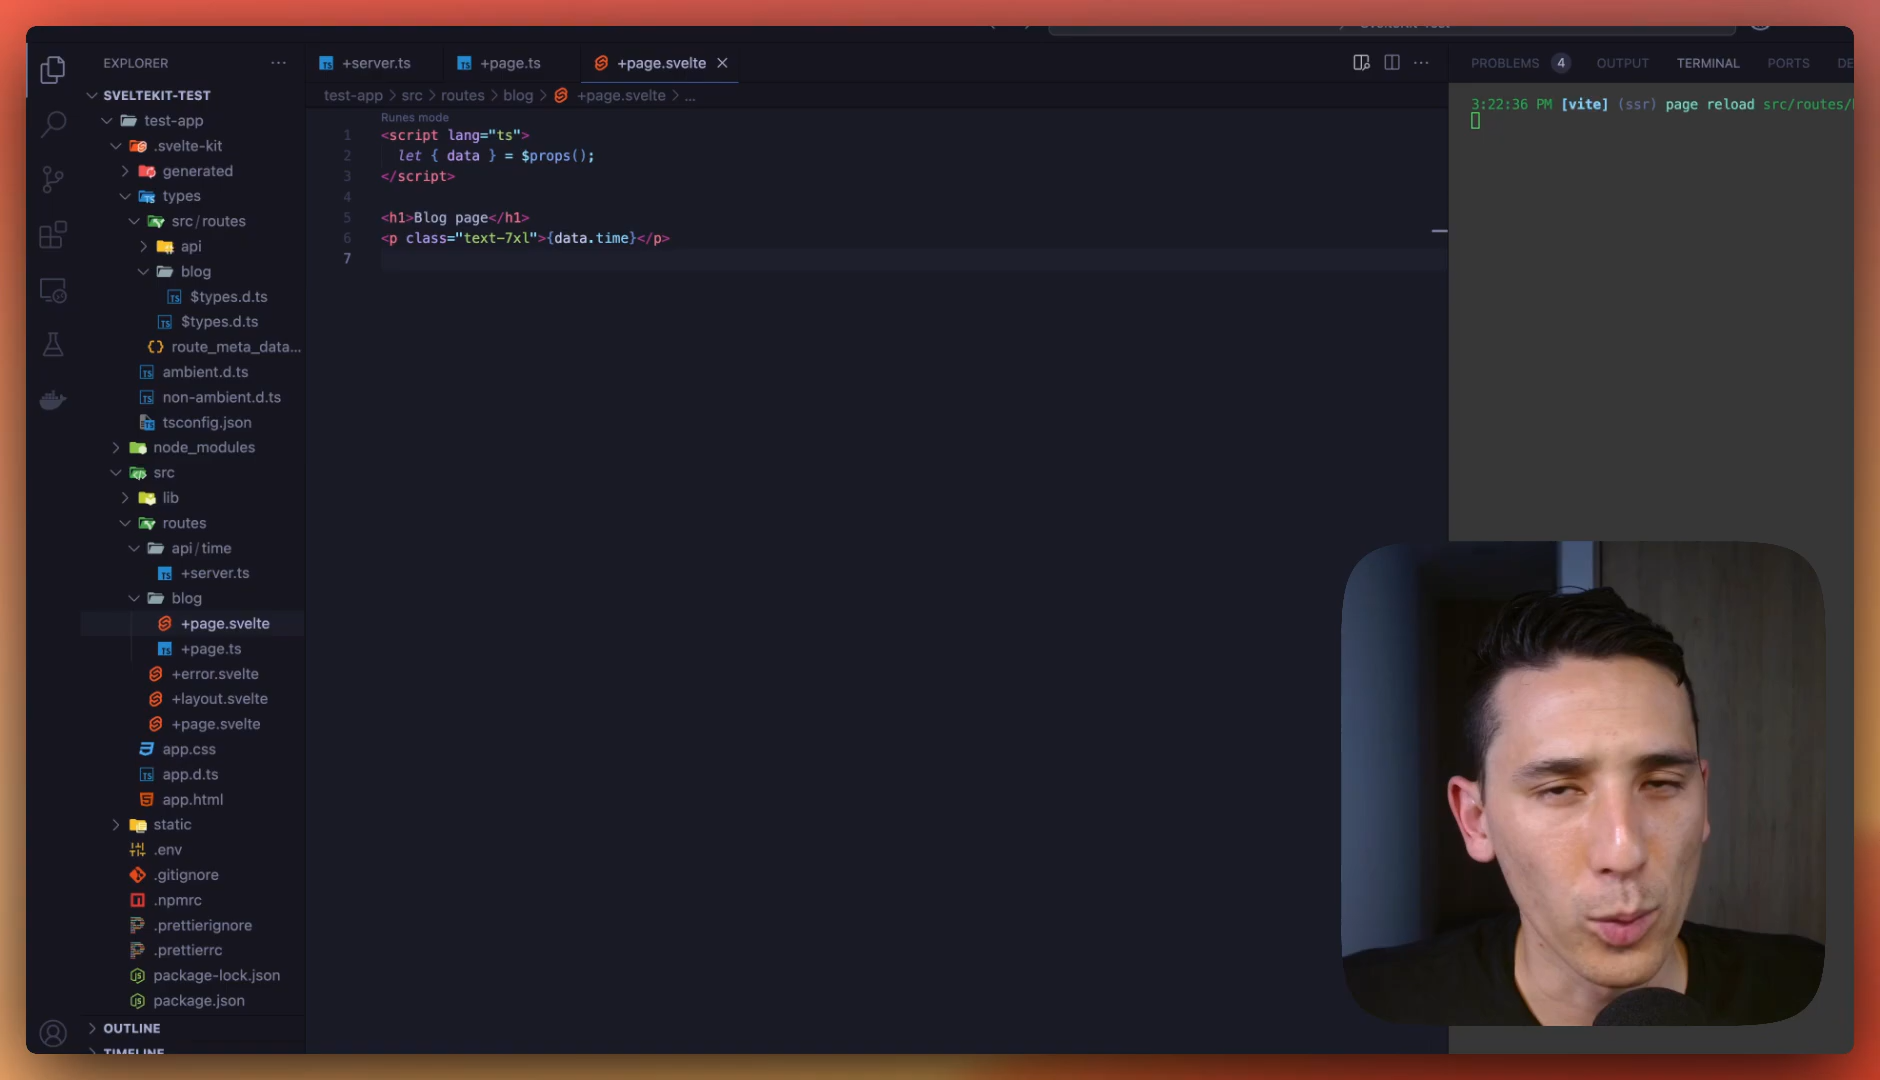 EXPLORER
SVELTEKIT-TEST
test-app
.svelte-kit
generated
types
src/routes
api
blog
$types.d.ts
$types.d.ts
route_meta_data...
ambient.d.ts
non-ambient.d.ts
tsconfig.json
node_modules
src
lib
routes
api/time
+server.ts
blog
+page.svelte
+page.ts
+error.svelte
+layout.svelte
+page.svelte
app.css
app.d.ts
app.html
static
.env
.gitignore
.npmrc
.prettierignore
.prettierrc
package-lock.json
package.json
OUTLINE
TIMELINE
+server.ts +page.ts +page.svelte
test-app > src > routes > blog > +page.svelte > ...
Runes mode
1 <script lang="ts">
2 let { data } = $props();
3 </script>
4
5 <h1>Blog page</h1>
6 <p class="text-7xl">{data.time}</p>
7
PROBLEMS 4 OUTPUT TERMINAL PORTS
3:22:36 PM [vite] (ssr) page reload src/routes/